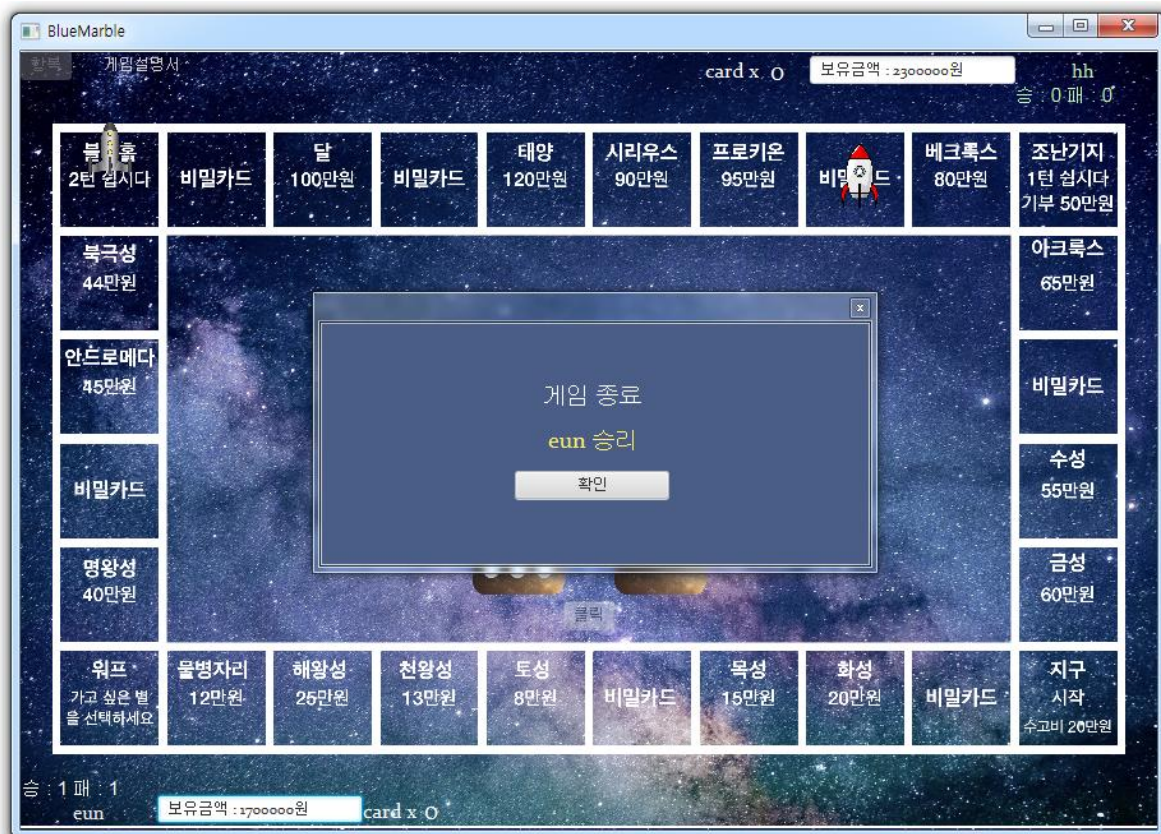 BlueMarble
항복 게임설명서
card x 0
보유금액 : 2300000원
hh
승 : 0 패 : 0
블 홀
2턴 쉽시다
비밀카드
달
100만원
비밀카드
태양
120만원
시리우스
90만원
프로키온
95만원
비 드
베크룩스
80만원
조난기지
1턴 쉽시다
기부 50만원
북극성
44만원
아크룩스
65만원
안드로메다
45만원
비밀카드
게임 종료
eun 승리
확인
비밀카드
수성
55만원
명왕성
40만원
금성
60만원
클릭
워프
가고 싶은 별
을 선택하세요
물병자리
12만원
해왕성
25만원
천왕성
13만원
토성
8만원
비밀카드
목성
15만원
화성
20만원
비밀카드
지구
시작
수고비 20만원
승 : 1 패 : 1
eun
보유금액 : 1700000원
card x 0